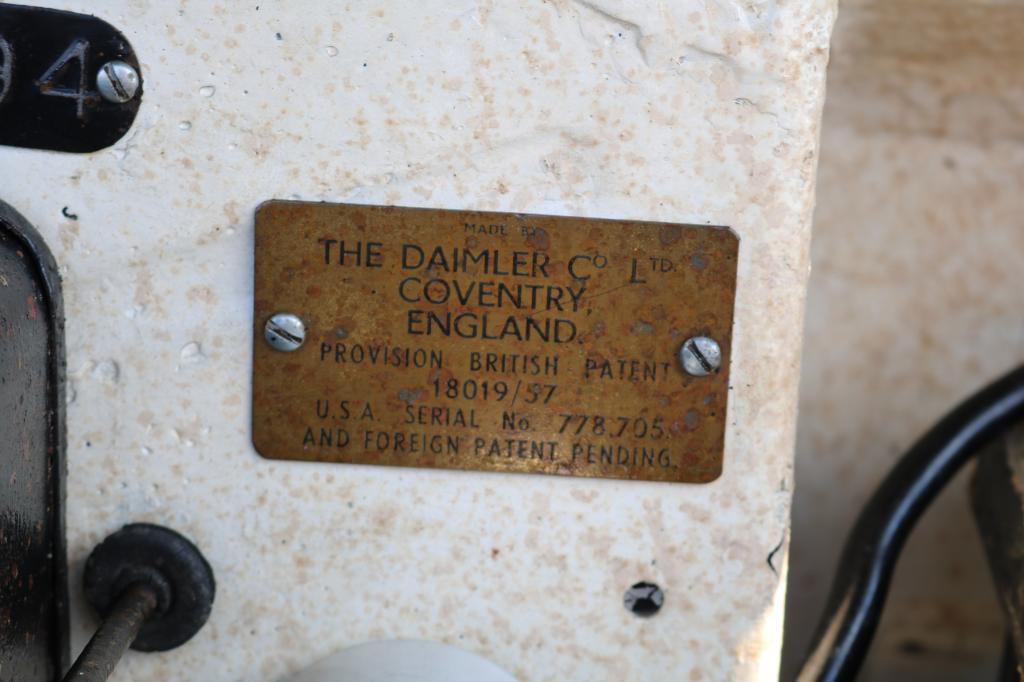 94
MADE BY
THE DAIMLER Co LTD.
COVENTRY,
ENGLAND.
PROVISION BRITISH PATENT
18019/57
U.S.A. SERIAL No. 778.705.
AND FOREIGN PATENT PENDING.